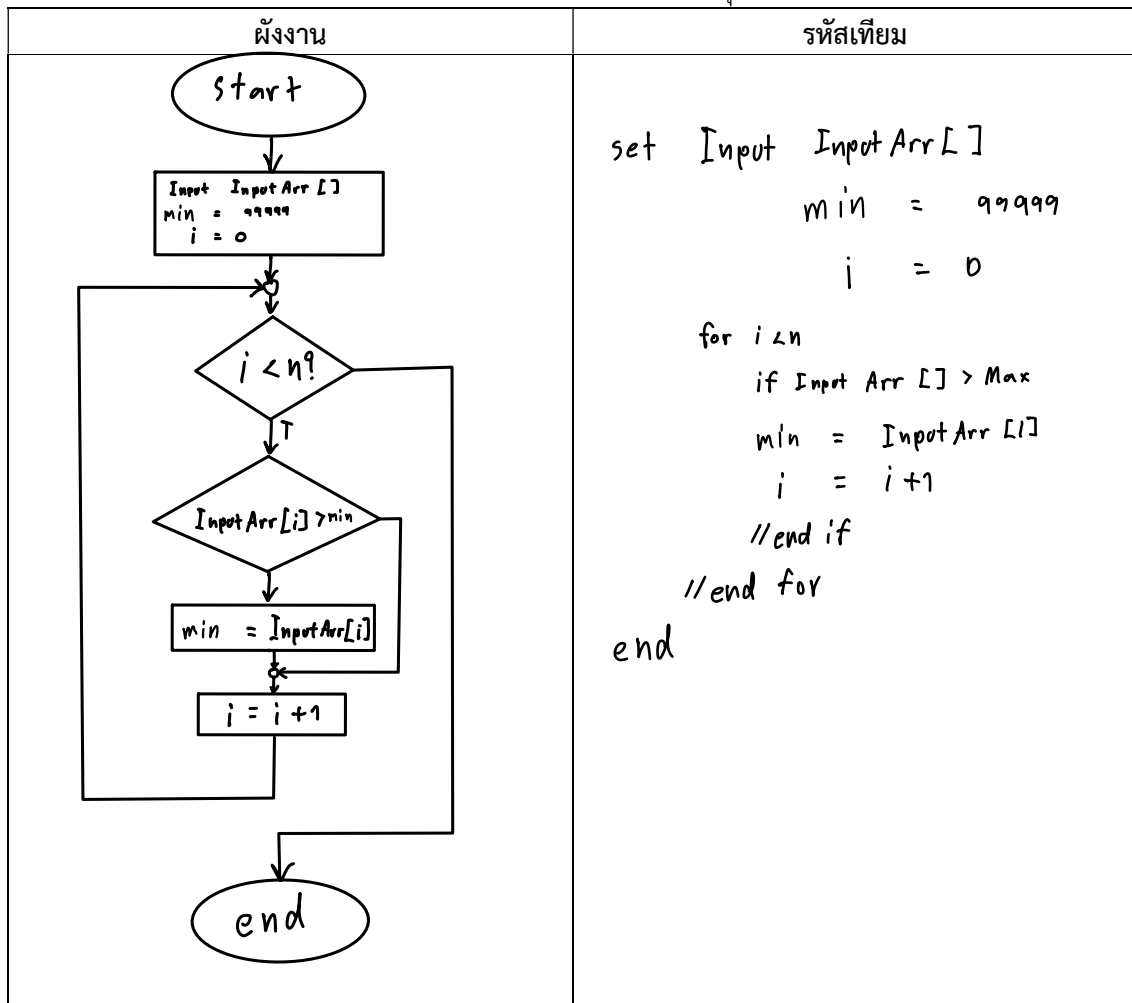 ผังงาน
รหัสเทียม
start
Input InputArr[]
min = 99999
i = 0
i < n?
T
InputArr[i] > min
min = InputArr[i]
i = i + 1
end
set Input InputArr[]
min = 99999
i = 0
for i < n
if Input Arr [] > Max
min = InputArr [i]
i = i + 1
// end if
// end for
end